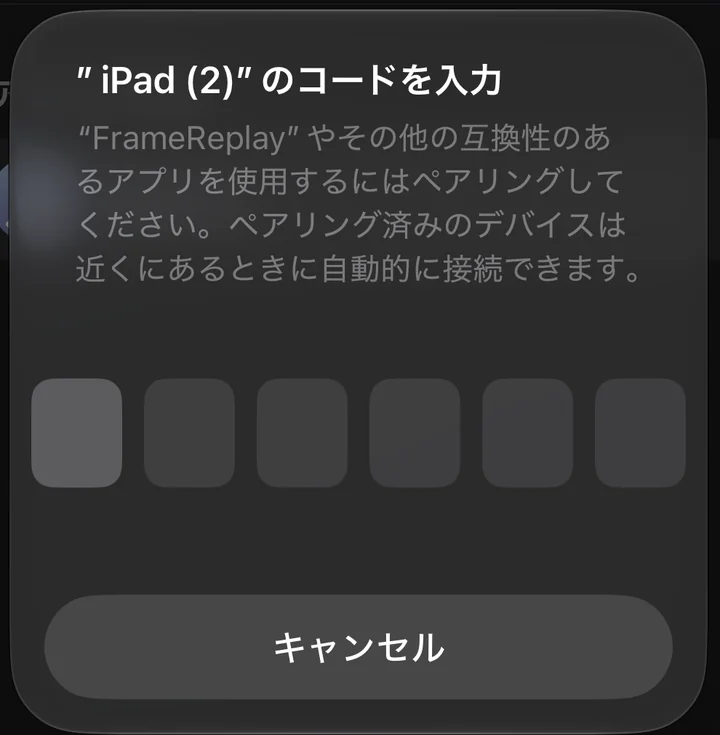 ” iPad (2)” のコードを入力
“FrameReplay” やその他の互換性のあ
るアプリを使用するにはペアリングして
ください。ペアリング済みのデバイスは
近くにあるときに自動的に接続できます。
キャンセル